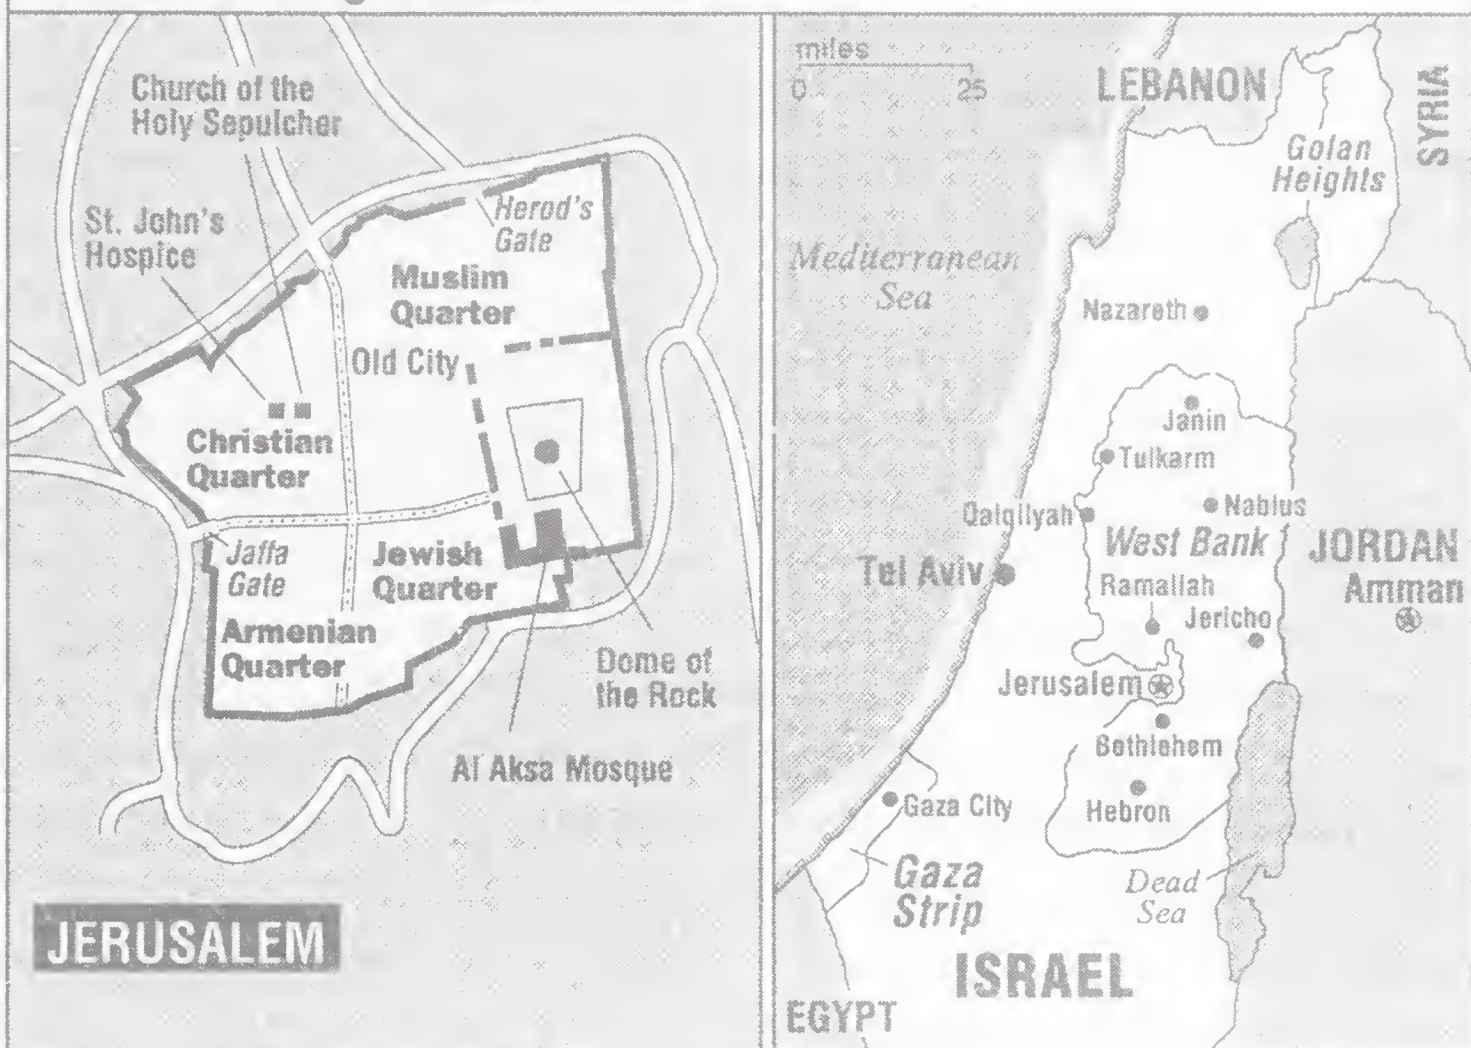 Church of the
Holy Sepulcher
St. John's
Hospice
Herod's
Gate
Muslim
Quarter
Old City
Christian
Quarter
Jaffa
Gate
Jewish
Quarter
Armenian
Quarter
Dome of
the Rock
Al Aksa Mosque
JERUSALEM
miles
0
25
LEBANON
SYRIA
Golan
Heights
Mediterranean
Sea
Nazareth
Janin
Tulkarm
Qalqilyah
Nablus
West Bank
JORDAN
Tel Aviv
Ramallah
Amman
Jericho
Jerusalem
Bethlehem
Gaza City
Hebron
Gaza
Strip
Dead
Sea
ISRAEL
EGYPT